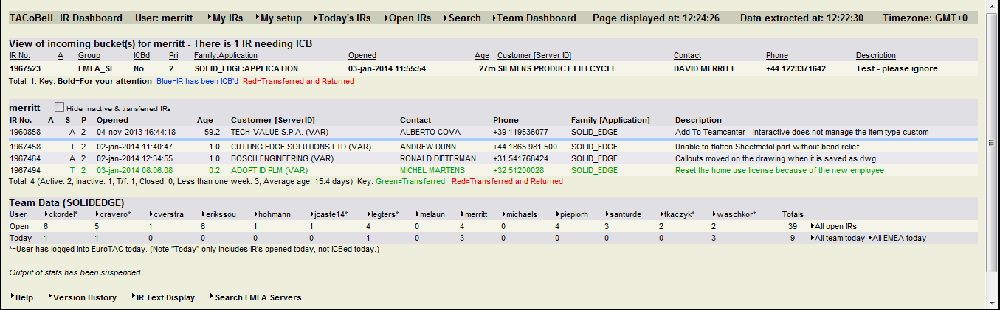 TACoBell IR Dashboard User: merritt My IRs My setup Today's IRs Open IRs Search Team Dashboard Page displayed at: 12:24:26 Data extracted at: 12:22:30 Timezone: GMT+0
View of incoming bucket(s) for merritt - There is 1 IR needing ICB
IR No. A Group ICBd Pri Family:Application Opened Age Customer [Server ID] Contact Phone Description
1967523 EMEA_SE No 2 SOLID_EDGE:APPLICATION 03-jan-2014 11:55:54 27m SIEMENS PRODUCT LIFECYCLE DAVID MERRITT +44 1223371642 Test - please ignore
Total: 1. Key: Bold=For your attention Blue=IR has been ICB'd Red=Transferred and Returned
merritt Hide inactive & transferred IRs
IR No. A S P Opened Age Customer [ServerID] Contact Phone Family [Application] Description
1960858 A 2 04-nov-2013 16:44:18 59.2 TECH-VALUE S.P.A. (VAR) ALBERTO COVA +39 119536077 SOLID_EDGE Add To Teamcenter - Interactive does not manage the Item type custom
1967458 I 2 02-jan-2014 11:40:47 1.0 CUTTING EDGE SOLUTIONS LTD (VAR) ANDREW DUNN +44 1865 981 500 SOLID_EDGE Unable to flatten Sheetmetal part without bend relief
1967464 A 2 02-jan-2014 12:34:55 1.0 BOSCH ENGINEERING (VAR) RONALD DIETERMAN +31 541768424 SOLID_EDGE Callouts moved on the drawing when it is saved as dwg
1967494 T 2 03-jan-2014 08:06:08 0.2 ADOPT ID PLM (VAR) MICHEL MARTENS +32 51200028 SOLID_EDGE Reset the home use license because of the new employee
Total: 4 (Active: 2, Inactive: 1, T/f: 1, Closed: 0, Less than one week: 3, Average age: 15.4 days) Key: Green=Transferred Red=Transferred and Returned
Team Data (SOLIDEDGE)
User ckordel* cravero* cverstra erikssou hohmann jcaste14* legters* melaun merritt michaels piepiorh santurde tkaczyk* waschkor* Totals
Open 6 5 1 6 1 1 4 0 4 0 4 3 2 2 39 All open IRs
Today 1 1 0 0 0 0 1 0 3 0 0 0 0 3 9 All team today All EMEA today
*=User has logged into EuroTAC today. (Note "Today" only includes IR's opened today, not ICBed today.)
Output of stats has been suspended
Help Version History IR Text Display Search EMEA Servers